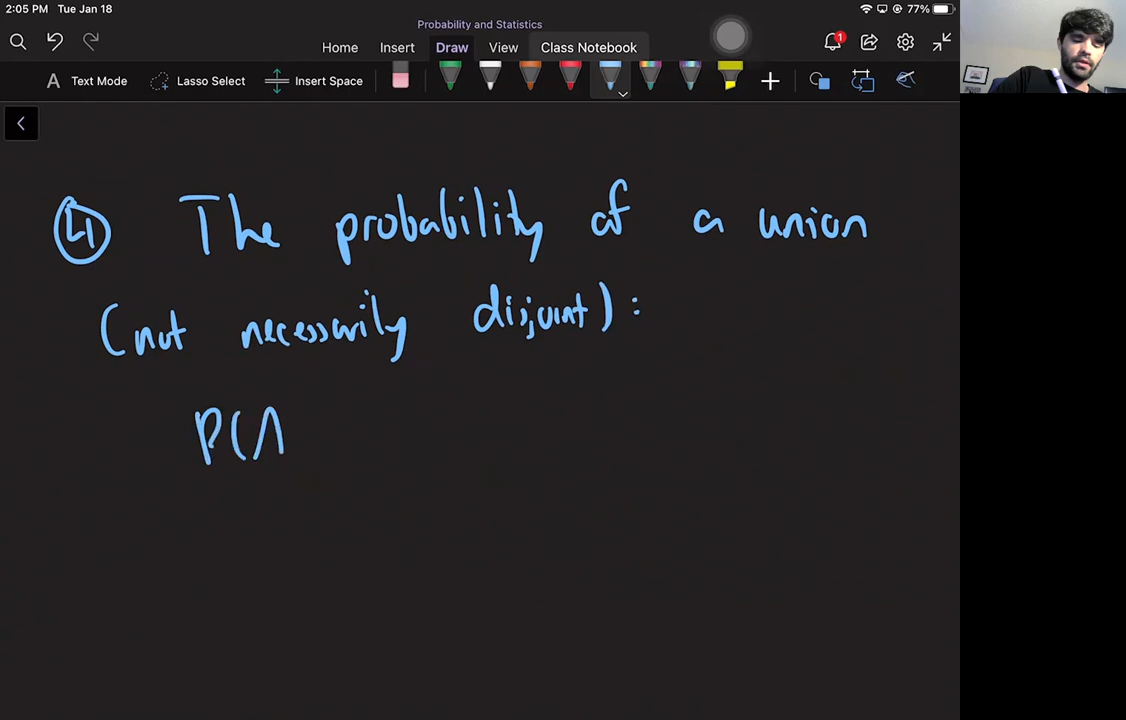 2:05 PM Tue Jan 18
77%
Probability and Statistics
Home Insert Draw View Class Notebook
1
A Text Mode Lasso Select Insert Space
④ The probability of a union
(not necessarily disjoint):
P(A